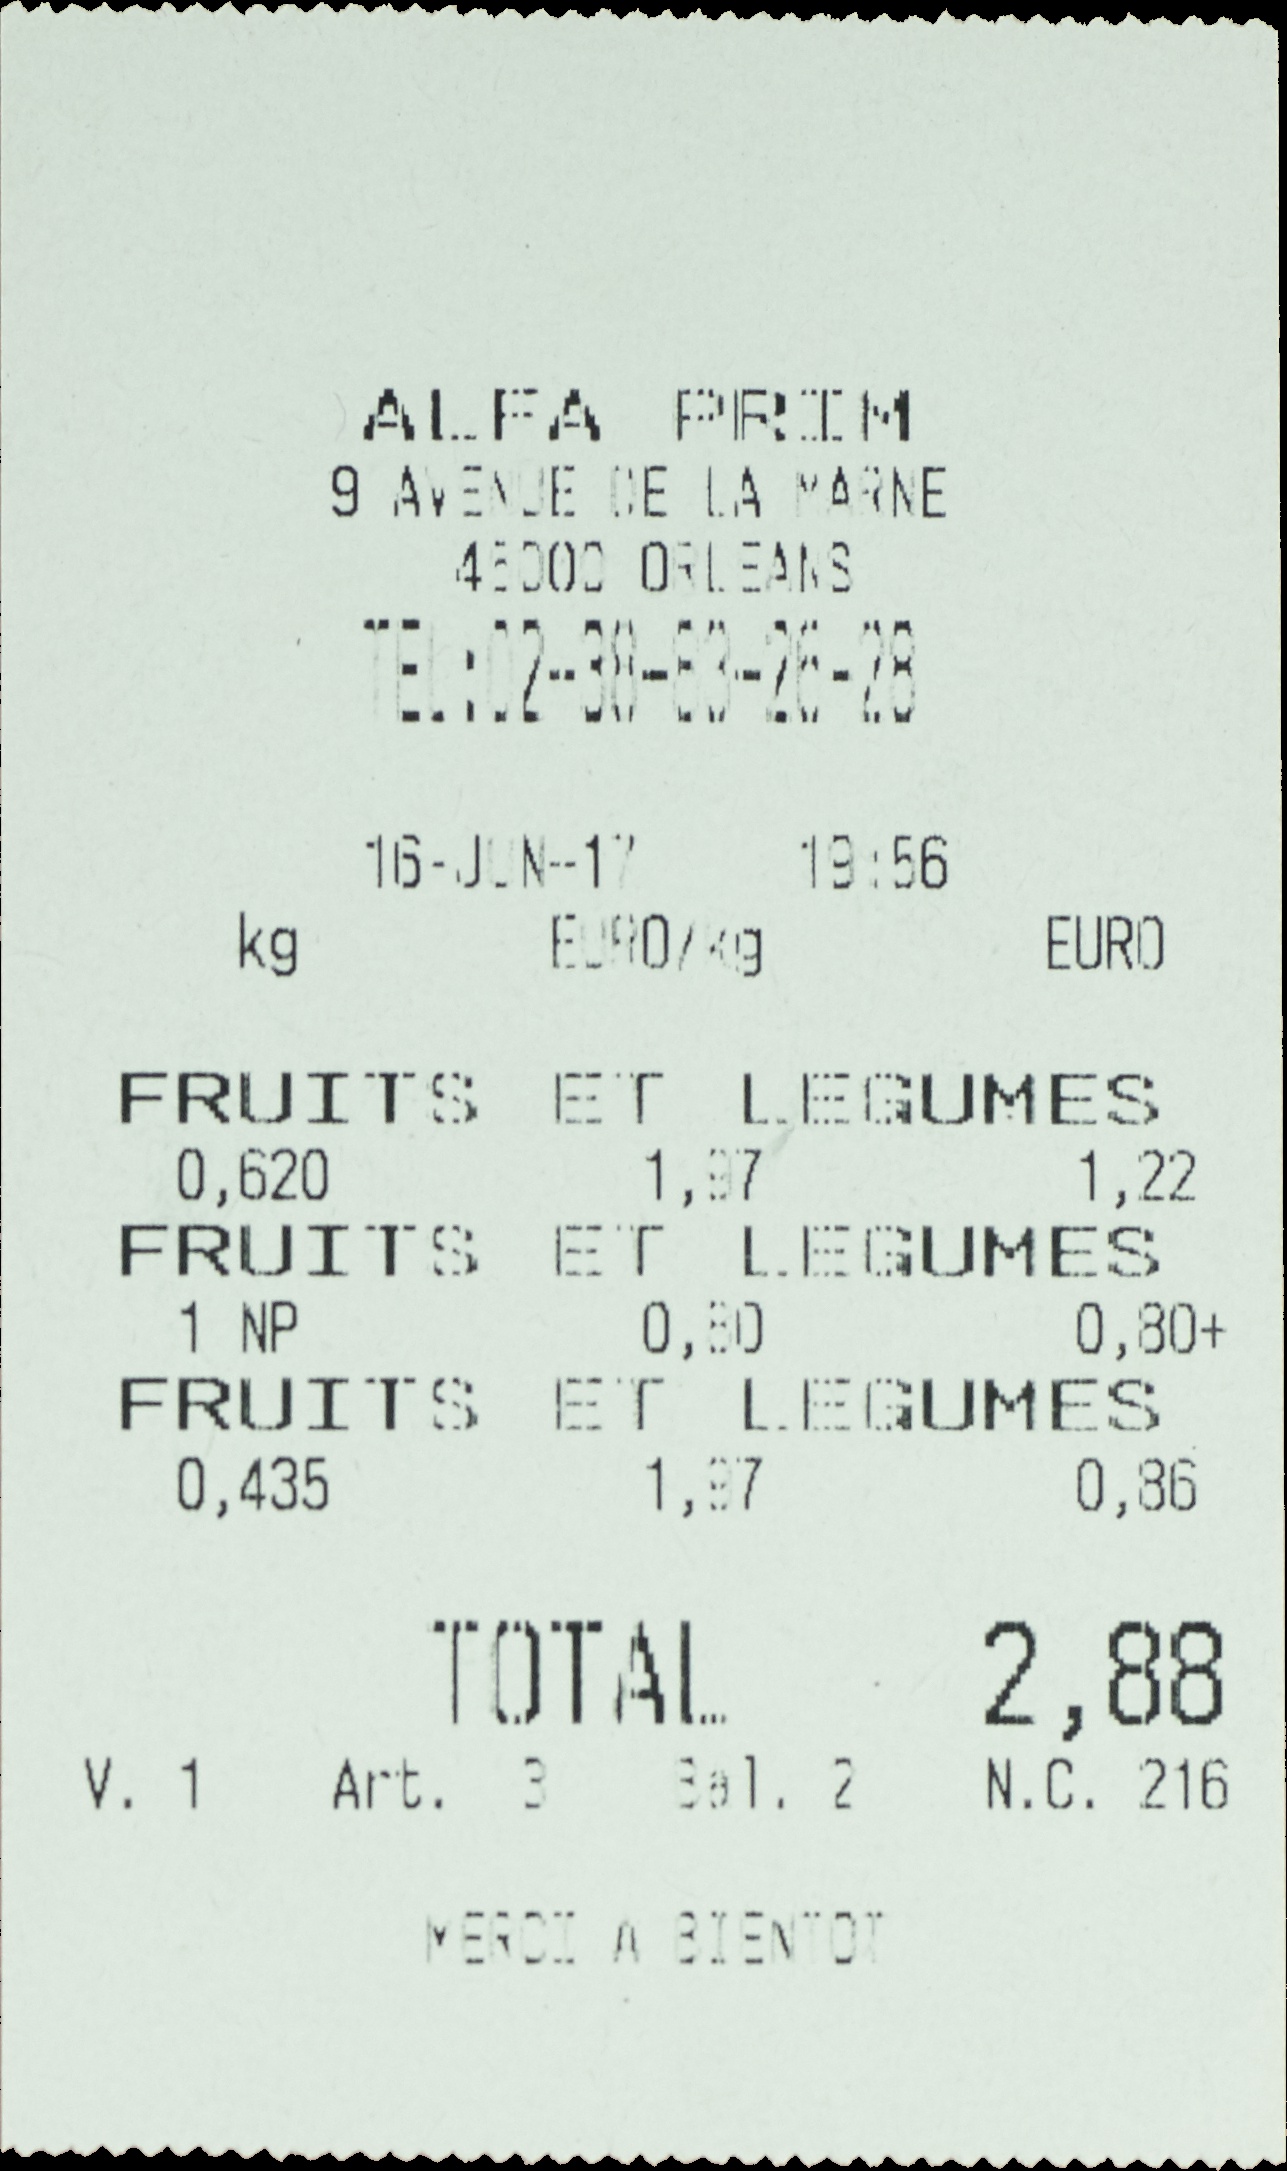 ALFA PRIM
9 AVENUE DE LA MARNE
45000 ORLEANS
TEL:02-38-83-26-28
16-JUN-17 19:56
kg EURO/kg EURO
FRUITS ET LEGUMES
0,620 1,97 1,22
FRUITS ET LEGUMES
1 NP 0,80 0,80+
FRUITS ET LEGUMES
0,435 1,97 0,86
TOTAL 2,88
V. 1 Art. 3 Bal. 2 N.C. 216
MERCI A BIENTOT